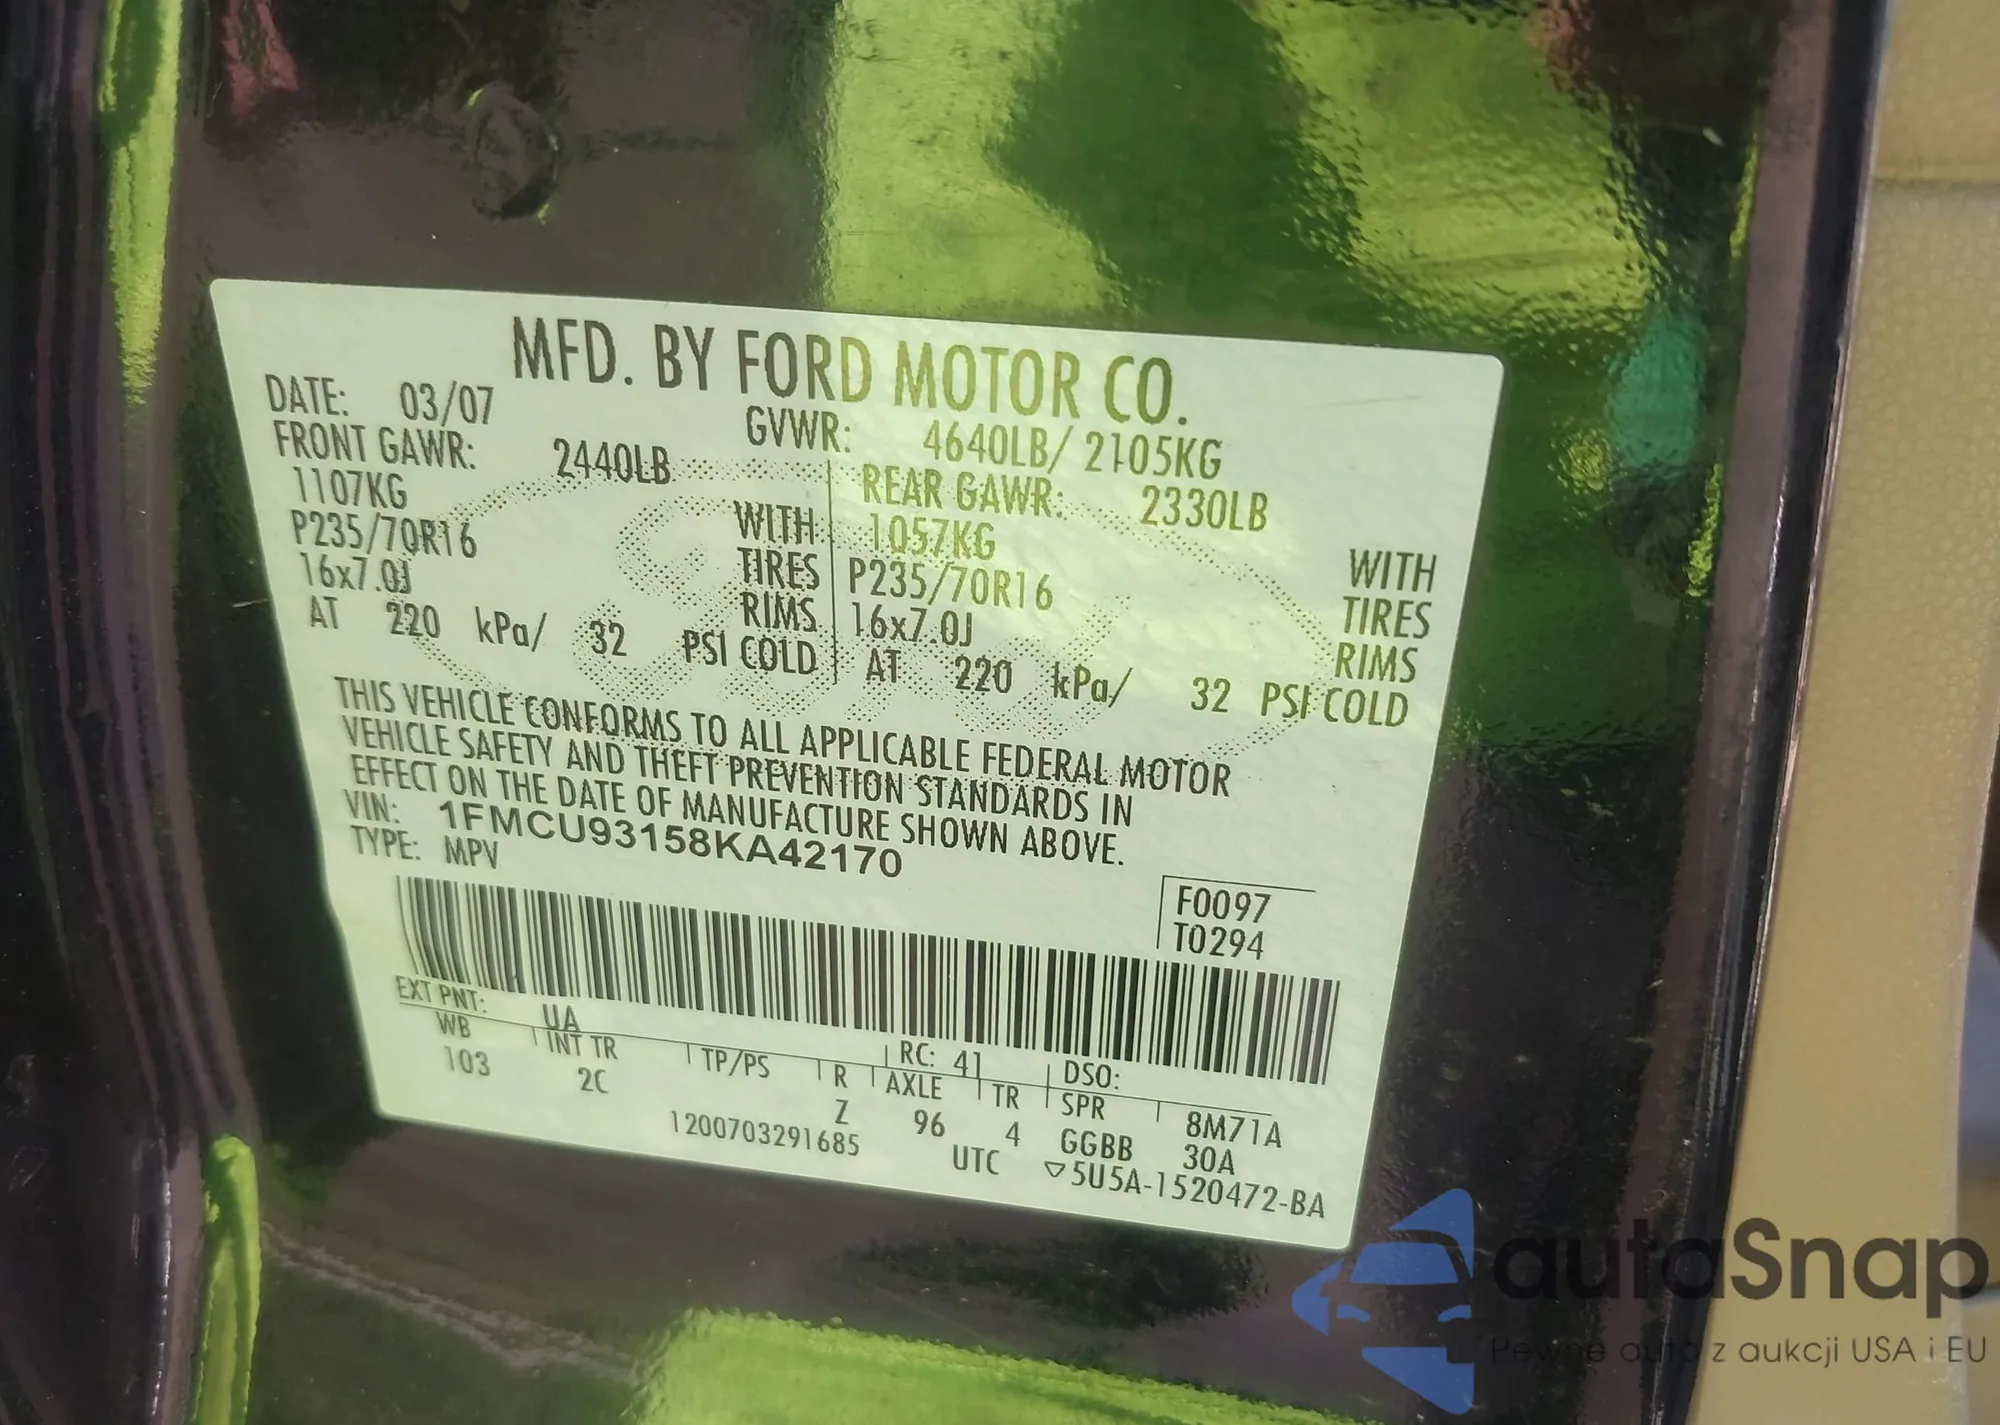 MFD. BY FORD MOTOR CO.
DATE: 03/07 GVWR: 4640LB/ 2105KG
FRONT GAWR: 2440LB REAR GAWR: 2330LB
1107KG WITH 1057KG WITH
P235/70R16 TIRES P235/70R16 TIRES
16x7.0J RIMS 16x7.0J RIMS
AT 220 kPa/ 32 PSI COLD AT 220 kPa/ 32 PSI COLD
THIS VEHICLE CONFORMS TO ALL APPLICABLE FEDERAL MOTOR
VEHICLE SAFETY AND THEFT PREVENTION STANDARDS IN
EFFECT ON THE DATE OF MANUFACTURE SHOWN ABOVE.
VIN: 1FMCU93158KA42170
TYPE: MPV
F0097
T0294
EXT PNT: UA RC: 41 DSO:
WB INT TR TP/PS R AXLE TR SPR 8M71A
103 2C Z 96 4 GGBB 30A
1200703291685 UTC ▽5U5A-1520472-BA
autaSnap
Pewne auto z aukcji USA i EU